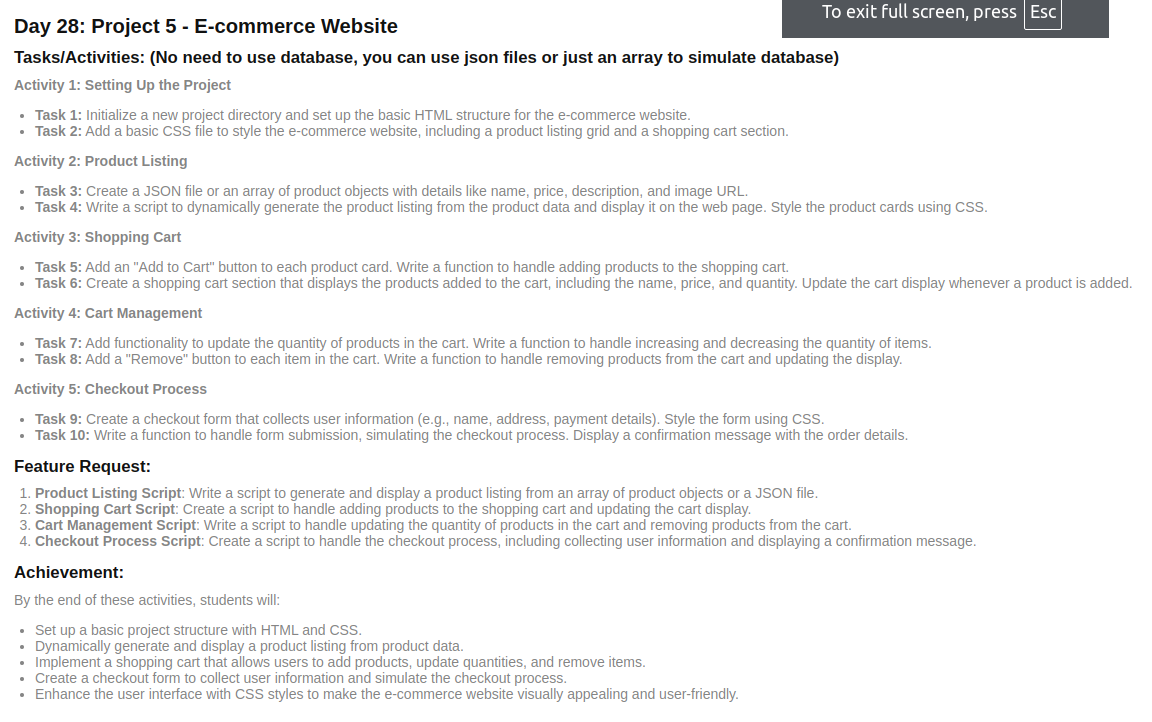 To exit full screen, press Esc
Day 28: Project 5 - E-commerce Website
Tasks/Activities: (No need to use database, you can use json files or just an array to simulate database)
Activity 1: Setting Up the Project
• Task 1: Initialize a new project directory and set up the basic HTML structure for the e-commerce website.
• Task 2: Add a basic CSS file to style the e-commerce website, including a product listing grid and a shopping cart section.
Activity 2: Product Listing
• Task 3: Create a JSON file or an array of product objects with details like name, price, description, and image URL.
• Task 4: Write a script to dynamically generate the product listing from the product data and display it on the web page. Style the product cards using CSS.
Activity 3: Shopping Cart
• Task 5: Add an "Add to Cart" button to each product card. Write a function to handle adding products to the shopping cart.
• Task 6: Create a shopping cart section that displays the products added to the cart, including the name, price, and quantity. Update the cart display whenever a product is added.
Activity 4: Cart Management
• Task 7: Add functionality to update the quantity of products in the cart. Write a function to handle increasing and decreasing the quantity of items.
• Task 8: Add a "Remove" button to each item in the cart. Write a function to handle removing products from the cart and updating the display.
Activity 5: Checkout Process
• Task 9: Create a checkout form that collects user information (e.g., name, address, payment details). Style the form using CSS.
• Task 10: Write a function to handle form submission, simulating the checkout process. Display a confirmation message with the order details.
Feature Request:
1. Product Listing Script: Write a script to generate and display a product listing from an array of product objects or a JSON file.
2. Shopping Cart Script: Create a script to handle adding products to the shopping cart and updating the cart display.
3. Cart Management Script: Write a script to handle updating the quantity of products in the cart and removing products from the cart.
4. Checkout Process Script: Create a script to handle the checkout process, including collecting user information and displaying a confirmation message.
Achievement:
By the end of these activities, students will:
• Set up a basic project structure with HTML and CSS.
• Dynamically generate and display a product listing from product data.
• Implement a shopping cart that allows users to add products, update quantities, and remove items.
• Create a checkout form to collect user information and simulate the checkout process.
• Enhance the user interface with CSS styles to make the e-commerce website visually appealing and user-friendly.